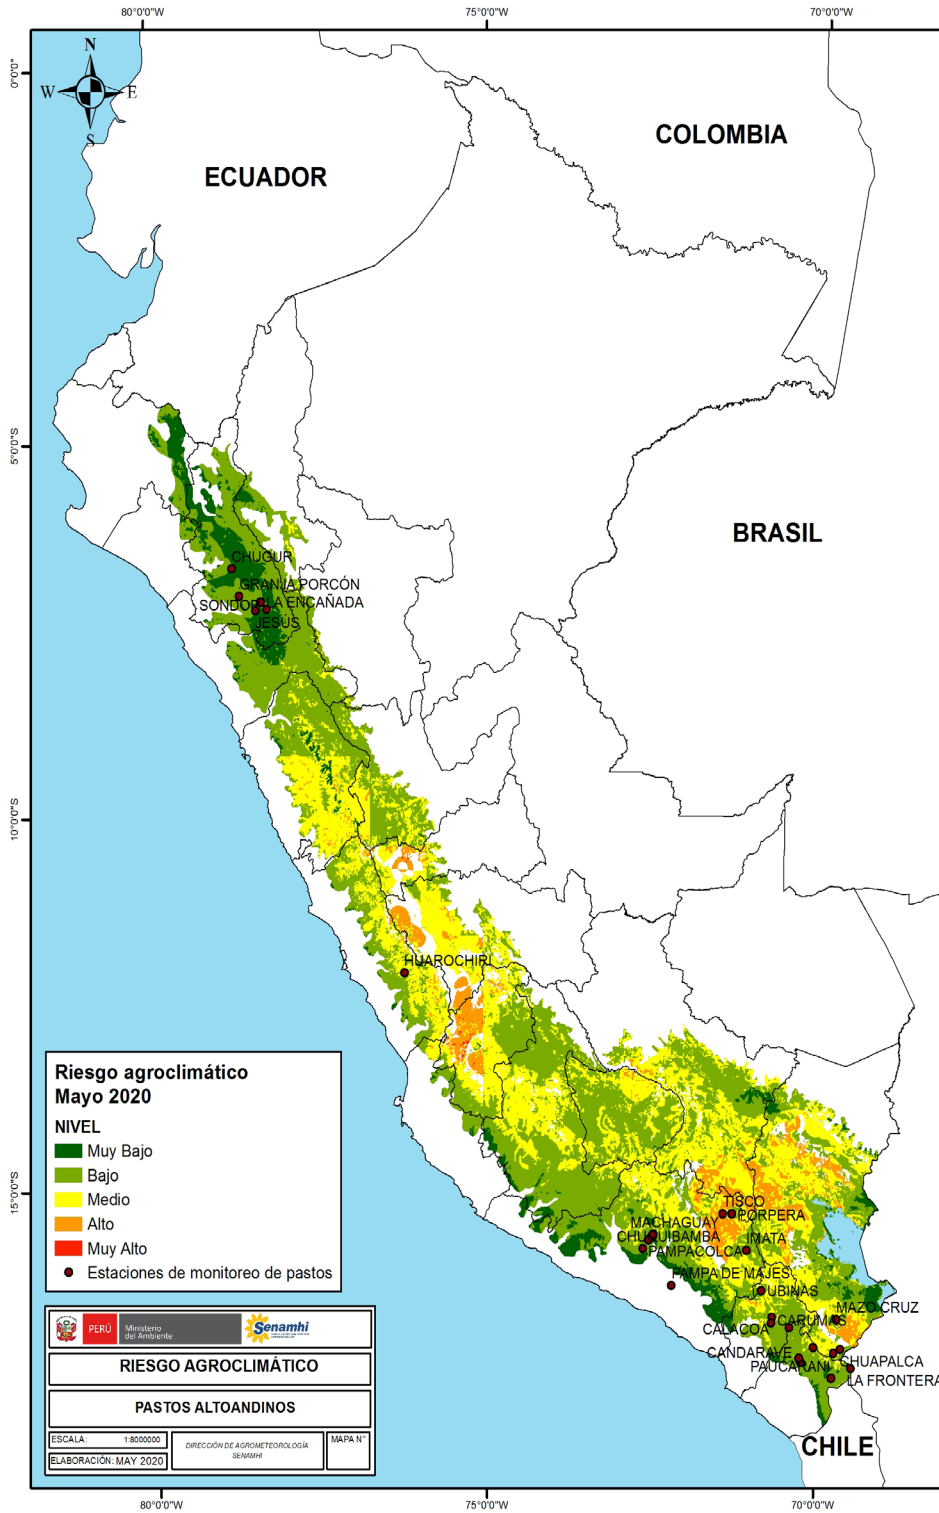 80°0'0"W
75°0'0"W
70°0'0"W
0°0'0"
5°0'0"S
10°0'0"S
15°0'0"S
N
W
E
S
ECUADOR
COLOMBIA
BRASIL
CHILE
CHUGUR
GRANJA PORCÓN
SONDOR
LA ENCAÑADA
JESÚS
HUAROCHIRI
TISCO
PORPERA
MACHAGUAY
CHUQUIBAMBA
IMATA
PAMPACOLCA
PAMPA DE MAJES
UBINAS
MAZO CRUZ
CARUMAS
CALACOA
CANDARAVE
CHUAPALCA
PAUCARANI
LA FRONTERA
Riesgo agroclimático
Mayo 2020
NIVEL
Muy Bajo
Bajo
Medio
Alto
Muy Alto
Estaciones de monitoreo de pastos
PERÚ
Ministerio
del Ambiente
Senamhi
RIESGO AGROCLIMÁTICO
PASTOS ALTOANDINOS
ESCALA: 1:8000000
ELABORACIÓN: MAY 2020
DIRECCIÓN DE AGROMETEOROLOGÍA
SENAMHI
MAPA N°
80°0'0"W
75°0'0"W
70°0'0"W